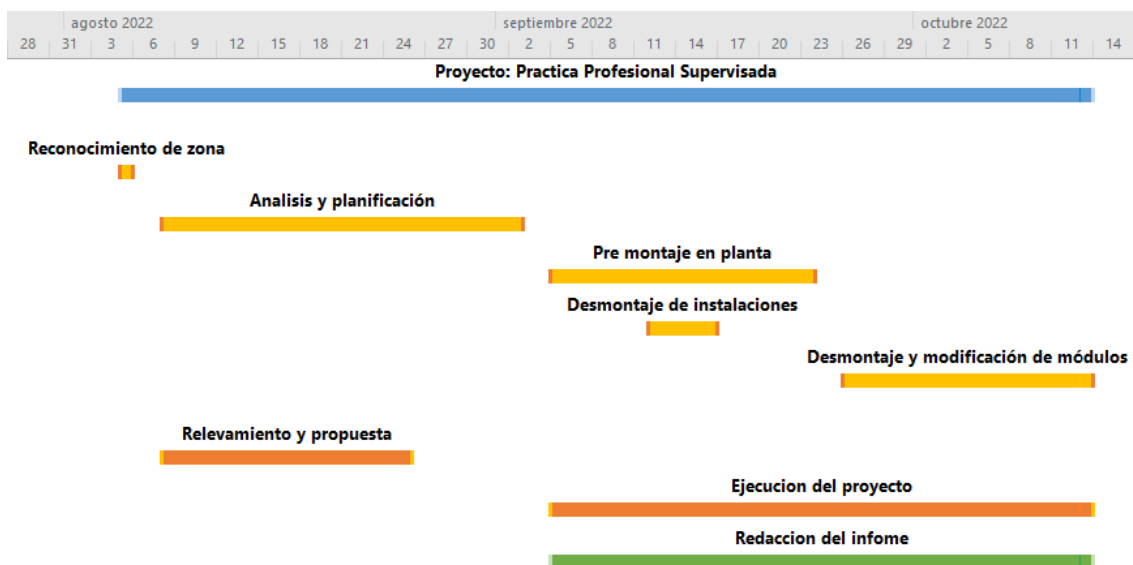 agosto 2022 septiembre 2022 octubre 2022
28 31 3 6 9 12 15 18 21 24 27 30 2 5 8 11 14 17 20 23 26 29 2 5 8 11 14
Proyecto: Practica Profesional Supervisada
Reconocimiento de zona
Analisis y planificación
Pre montaje en planta
Desmontaje de instalaciones
Desmontaje y modificación de módulos
Relevamiento y propuesta
Ejecucion del proyecto
Redaccion del infome